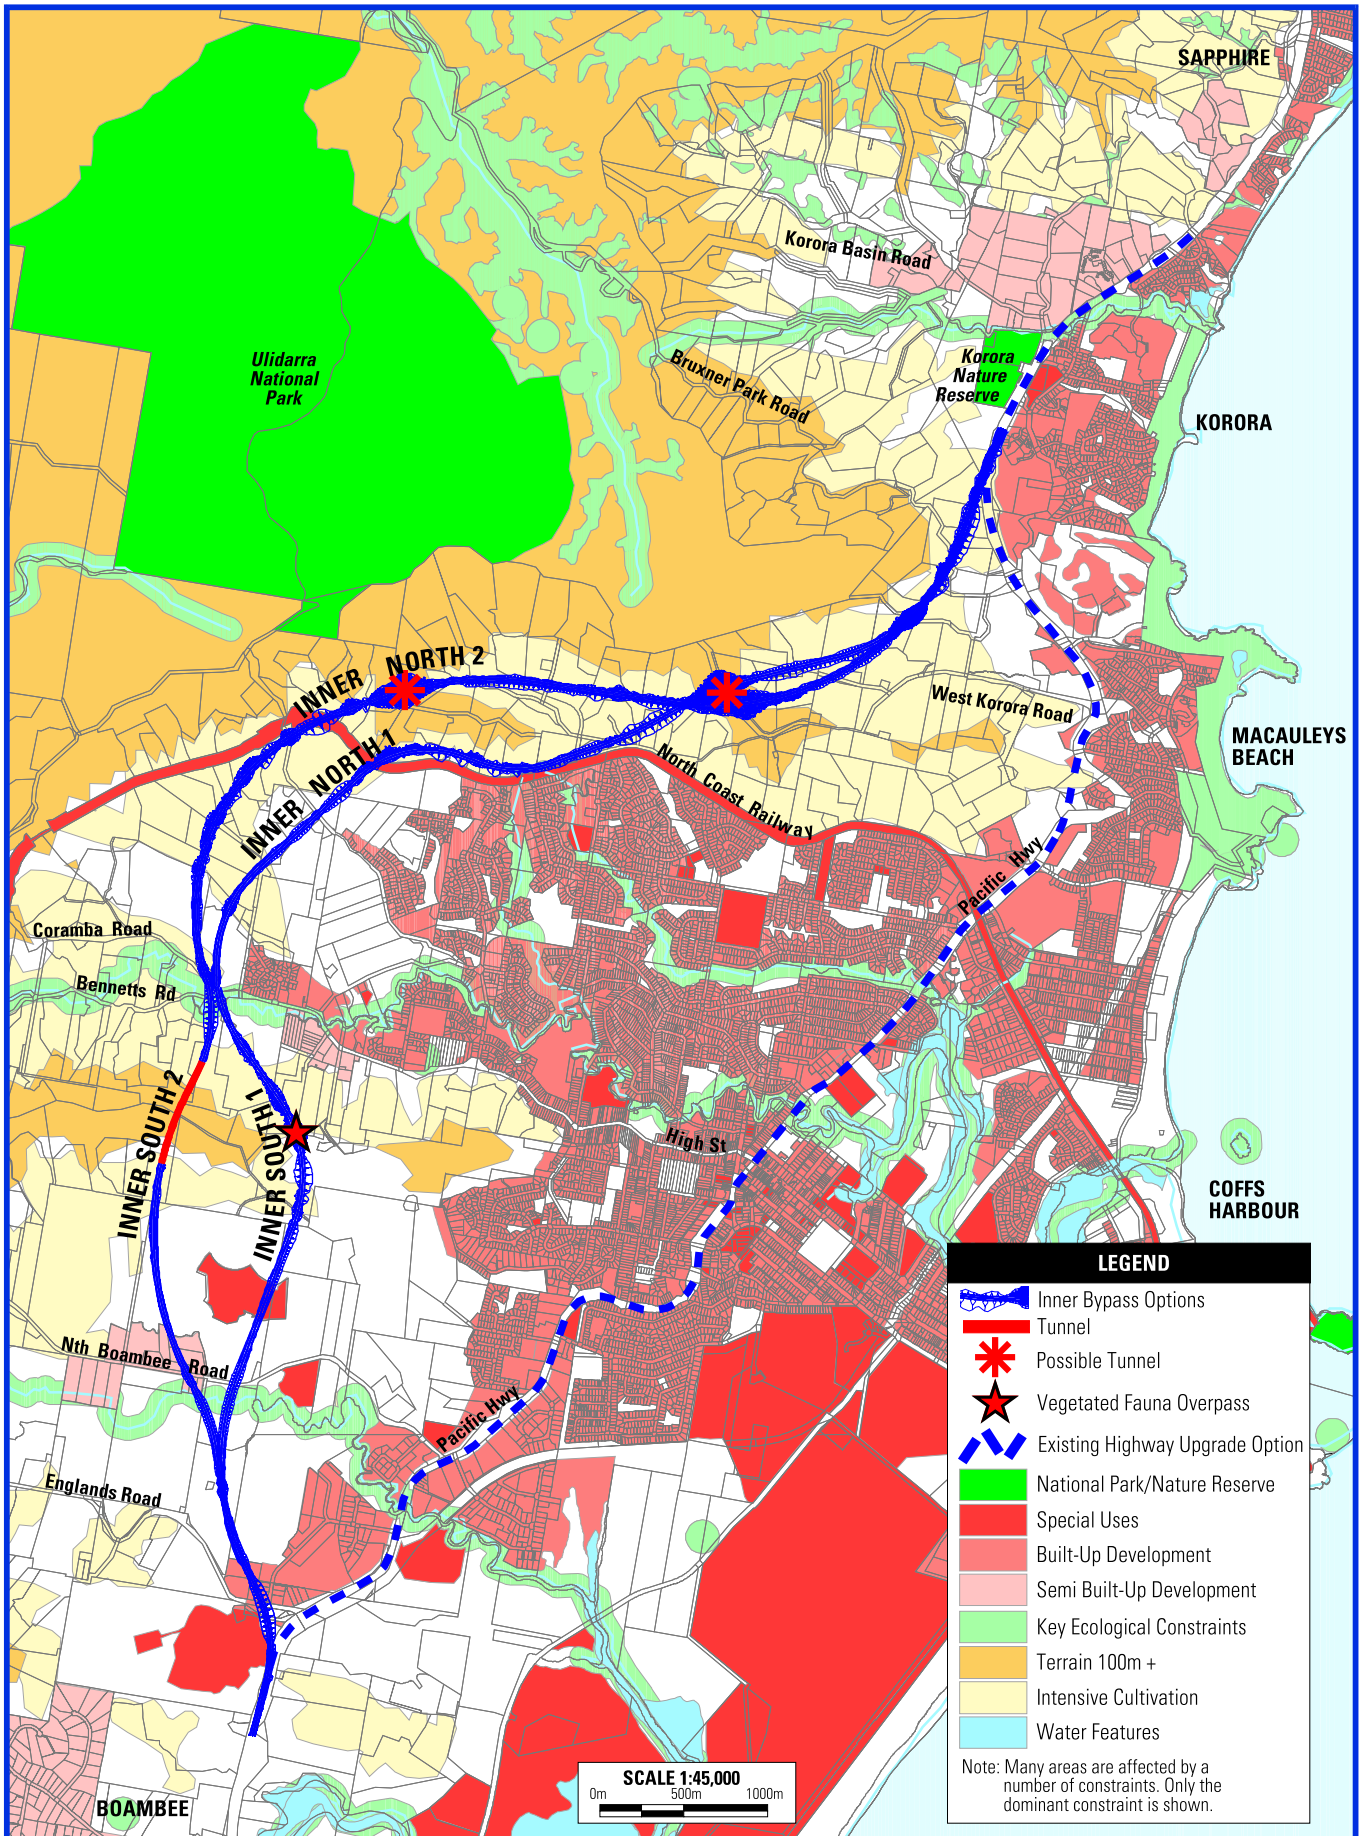 SAPPHIRE
Korora Basin Road
Ulidarra
National
Park
Bruxner Park Road
Korora
Nature
Reserve
KORORA
INNER NORTH 2
West Korora Road
MACAULEYS
BEACH
INNER NORTH 1
North Coast Railway
Pacific Hwy
Coramba Road
Bennetts Rd
INNER SOUTH 2
INNER SOUTH 1
High St
COFFS
HARBOUR
Nth Boambee Road
Pacific Hwy
Englands Road
BOAMBEE
LEGEND
Inner Bypass Options
Tunnel
Possible Tunnel
Vegetated Fauna Overpass
Existing Highway Upgrade Option
National Park/Nature Reserve
Special Uses
Built-Up Development
Semi Built-Up Development
Key Ecological Constraints
Terrain 100m +
Intensive Cultivation
Water Features
Note: Many areas are affected by a
number of constraints. Only the
dominant constraint is shown.
SCALE 1:45,000
0m 500m 1000m